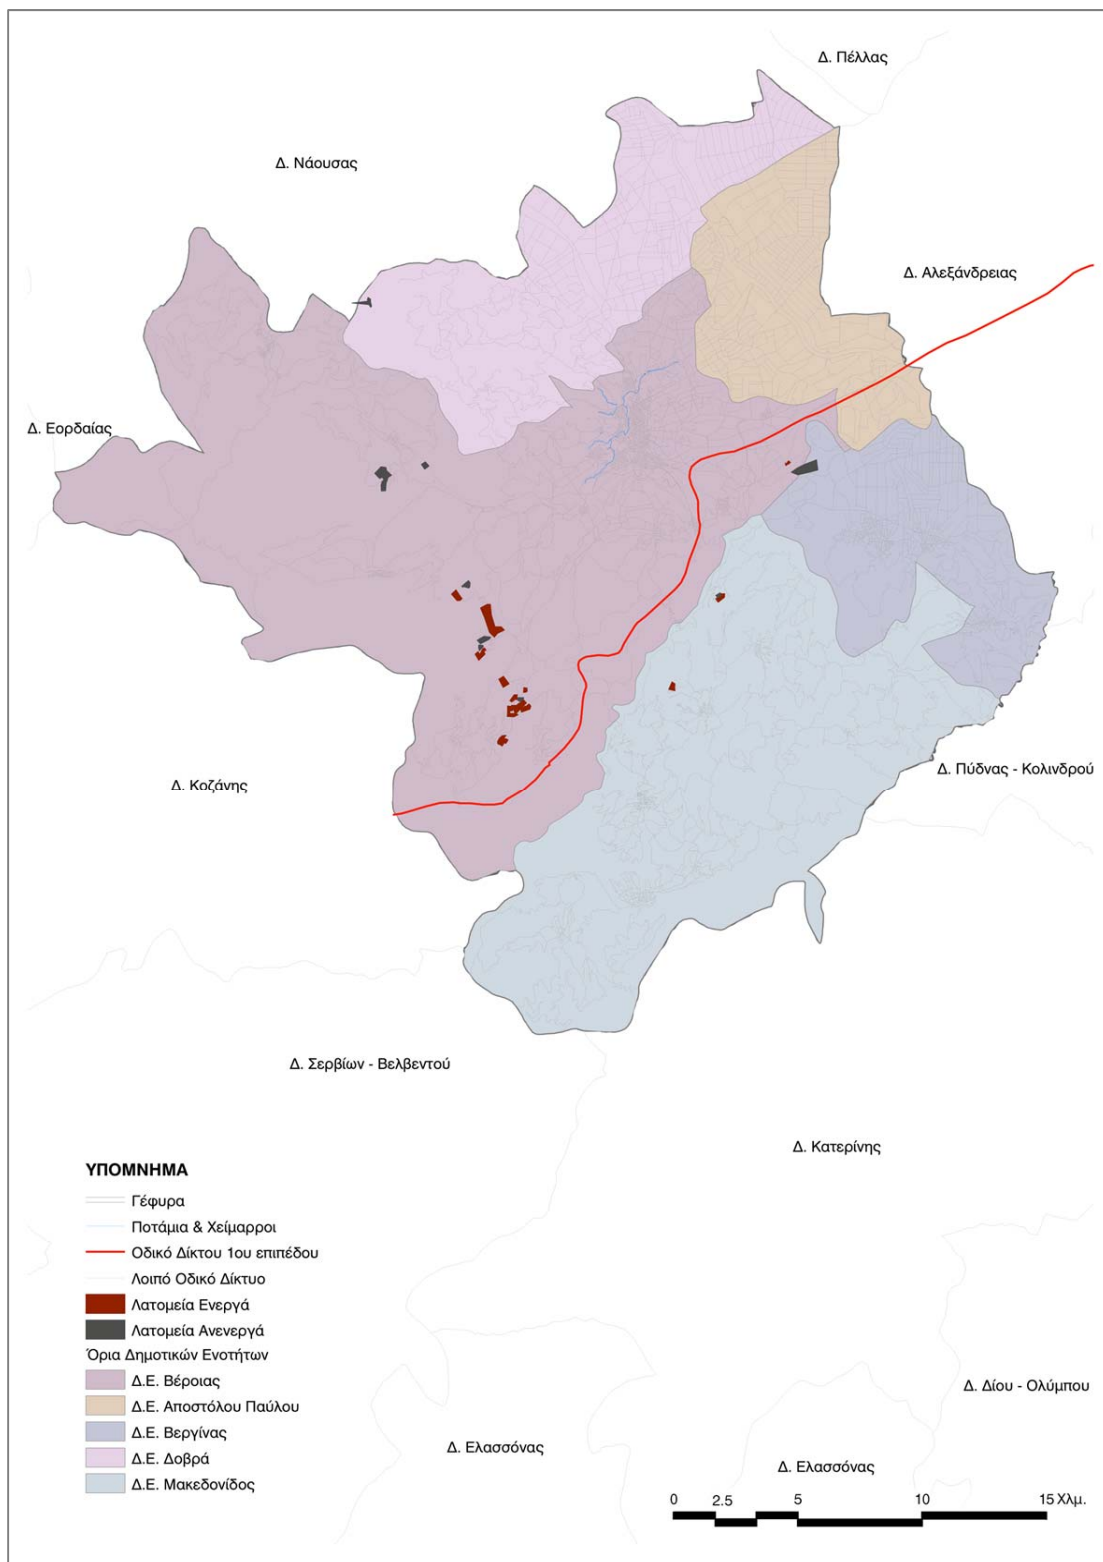 Δ. Πέλλας
Δ. Νάουσας
Δ. Αλεξάνδρειας
Δ. Εορδαίας
Δ. Πύδνας - Κολινδρού
Δ. Κοζάνης
Δ. Σερβίων - Βελβεντού
Δ. Κατερίνης
ΥΠΟΜΝΗΜΑ
Γέφυρα
Ποτάμια & Χείμαρροι
Οδικό Δίκτυου 1ου επιπέδου
Λοιπό Οδικό Δίκτυο
Λατομεία Ενεργά
Λατομεία Ανενεργά
Όρια Δημοτικών Ενοτήτων
Δ.Ε. Βέροιας
Δ.Ε. Αποστόλου Παύλου
Δ.Ε. Βεργίνας
Δ.Ε. Δοβρά
Δ.Ε. Μακεδονίδος
Δ. Δίου - Ολύμπου
Δ. Ελασσόνας
Δ. Ελασσόνας
0 2.5 5 10 15 Χλμ.